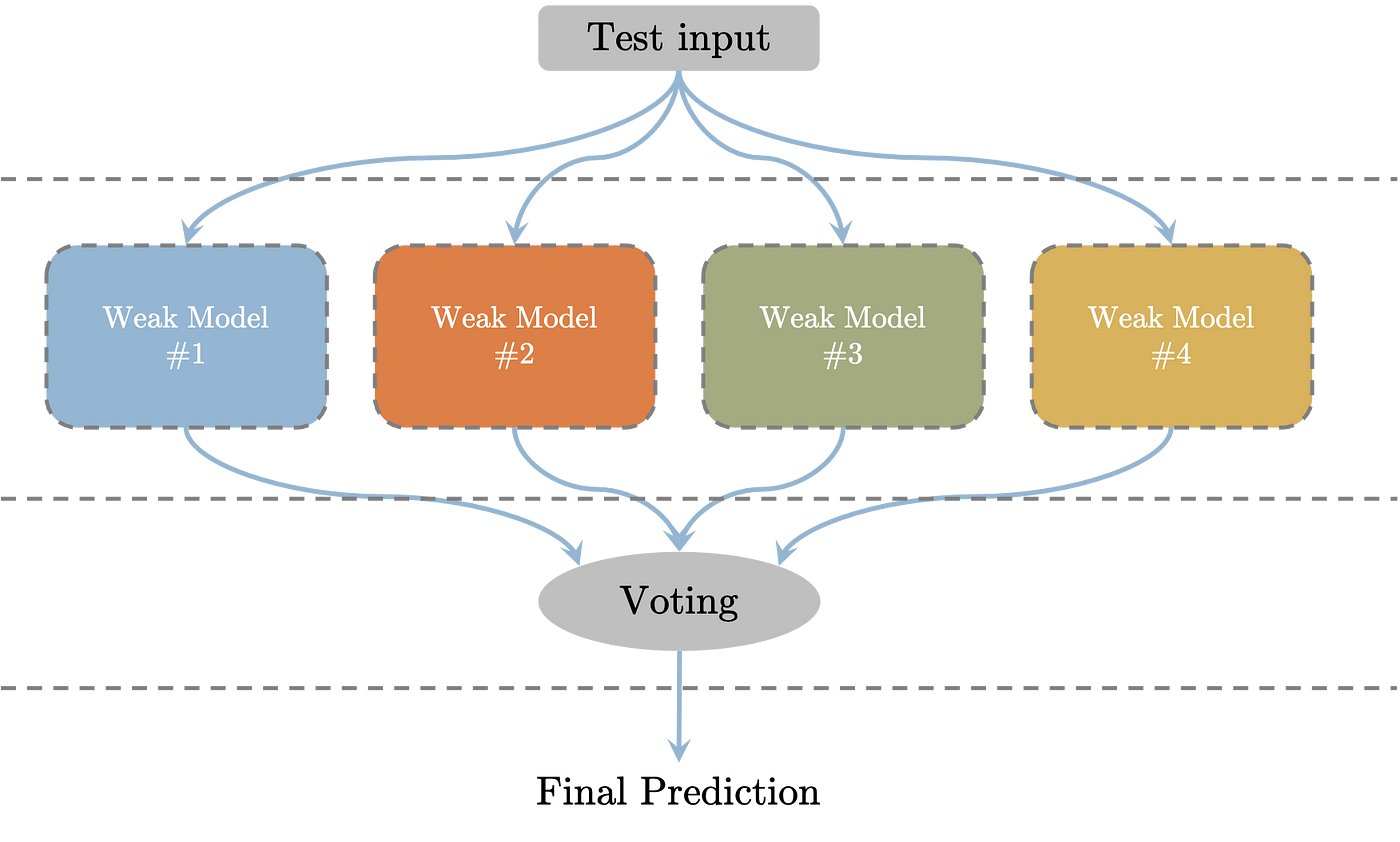 Test input
Weak Model
#1
Weak Model
#2
Weak Model
#3
Weak Model
#4
Voting
Final Prediction